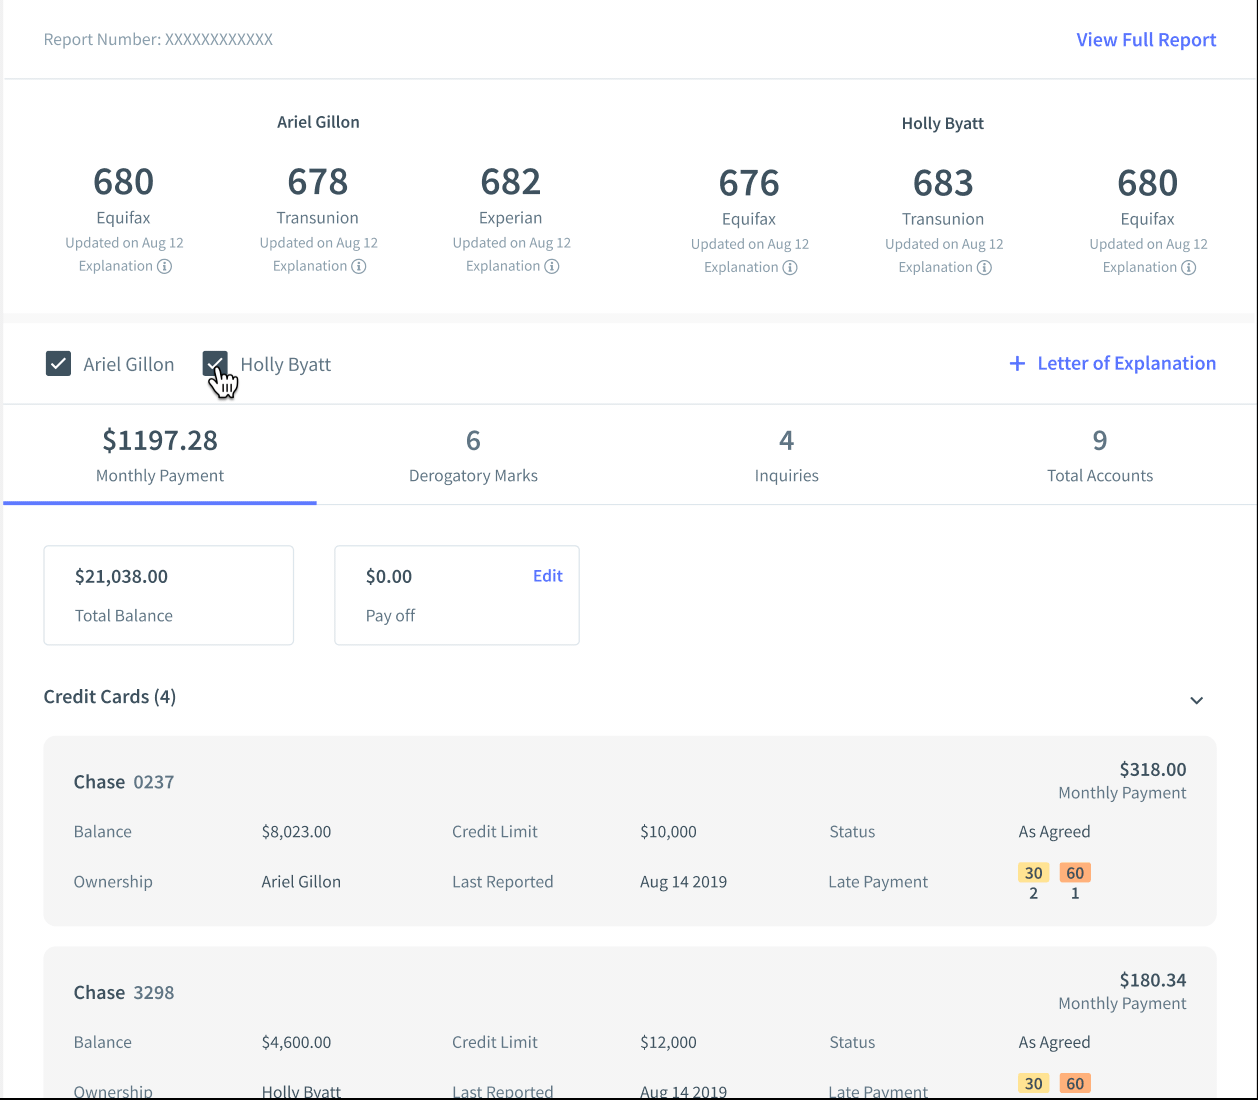 Report Number: XXXXXXXXXXXX
View Full Report
Ariel Gillon
Holly Byatt
680 678 682 676 683 680
Equifax Transunion Experian Equifax Transunion Equifax
Updated on Aug 12 Updated on Aug 12 Updated on Aug 12 Updated on Aug 12 Updated on Aug 12 Updated on Aug 12
Explanation Explanation Explanation Explanation Explanation Explanation
Ariel Gillon Holly Byatt + Letter of Explanation
$1197.28 6 4 9
Monthly Payment Derogatory Marks Inquiries Total Accounts
$21,038.00 $0.00 Edit
Total Balance Pay off
Credit Cards (4)
Chase 0237 $318.00
Monthly Payment
Balance $8,023.00 Credit Limit $10,000 Status As Agreed
Ownership Ariel Gillon Last Reported Aug 14 2019 Late Payment 30 60
2 1
Chase 3298 $180.34
Monthly Payment
Balance $4,600.00 Credit Limit $12,000 Status As Agreed
Ownership Holly Byatt Last Reported Aug 14 2019 Late Payment 30 60